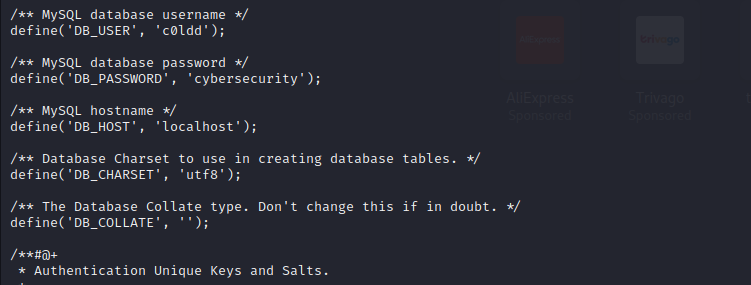 /** MySQL database username */
define('DB_USER', 'c0ldd');
/** MySQL database password */
define('DB_PASSWORD', 'cybersecurity');
/** MySQL hostname */
define('DB_HOST', 'localhost');
/** Database Charset to use in creating database tables. */
define('DB_CHARSET', 'utf8');
/** The Database Collate type. Don't change this if in doubt. */
define('DB_COLLATE', '');
/**#@+
 * Authentication Unique Keys and Salts.
AliExpress
Sponsored
Trivago
Sponsored